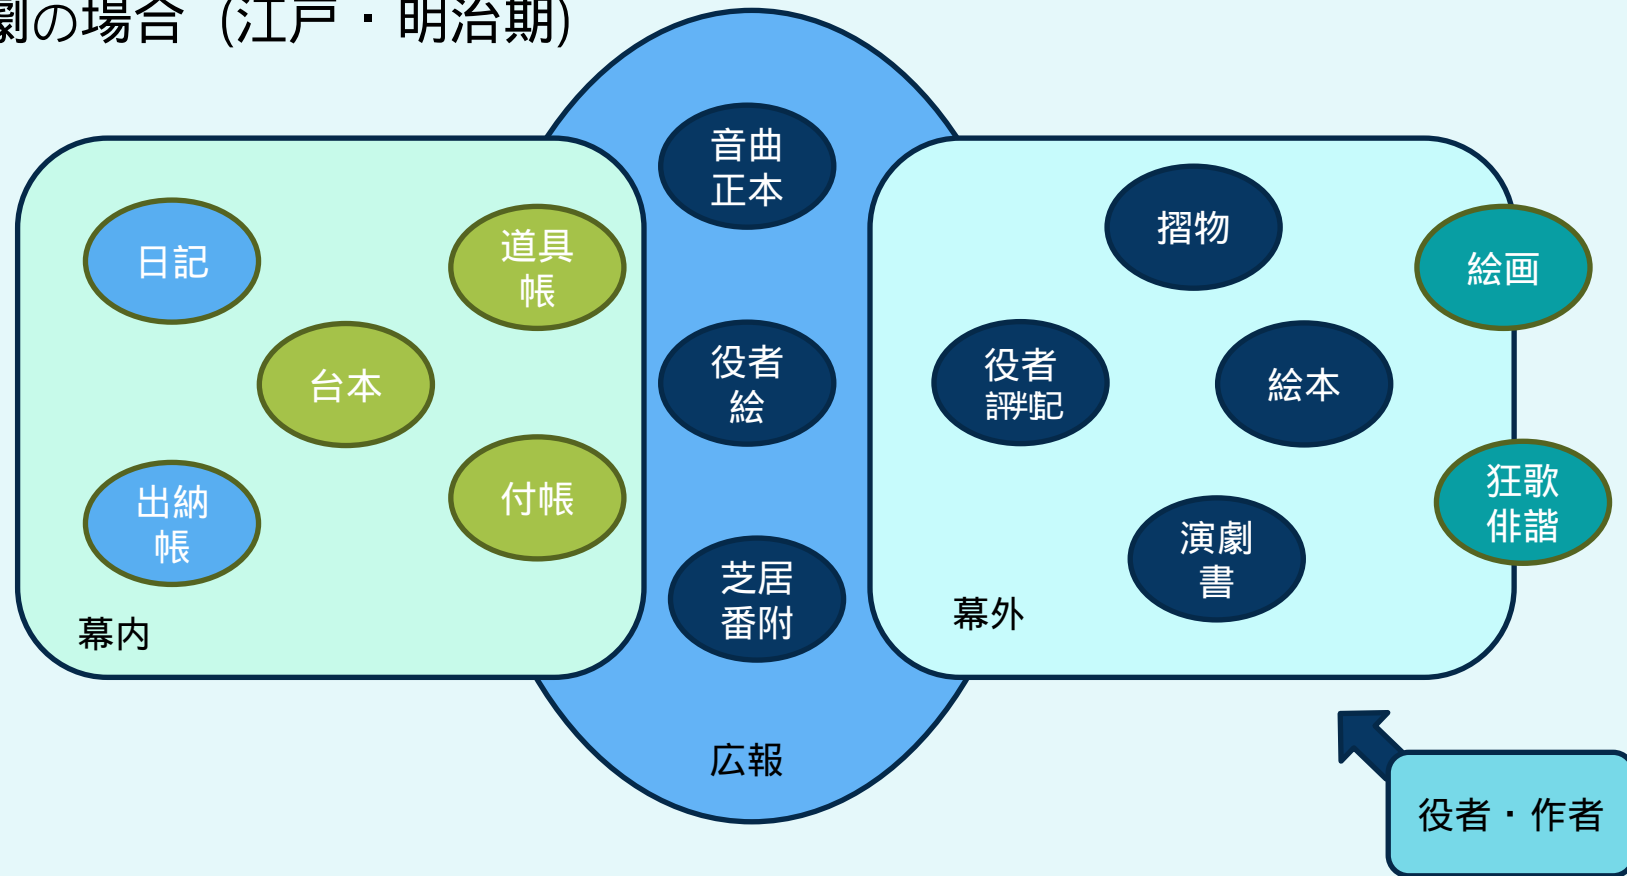 劇の場合 (江戸・明治期)
音曲
正本
摺物
日記
道具
帳
絵画
台本
役者
絵
役者
評判記
絵本
出納
帳
付帳
狂歌
俳諧
演劇
書
芝居
番附
幕内
幕外
広報
役者・作者